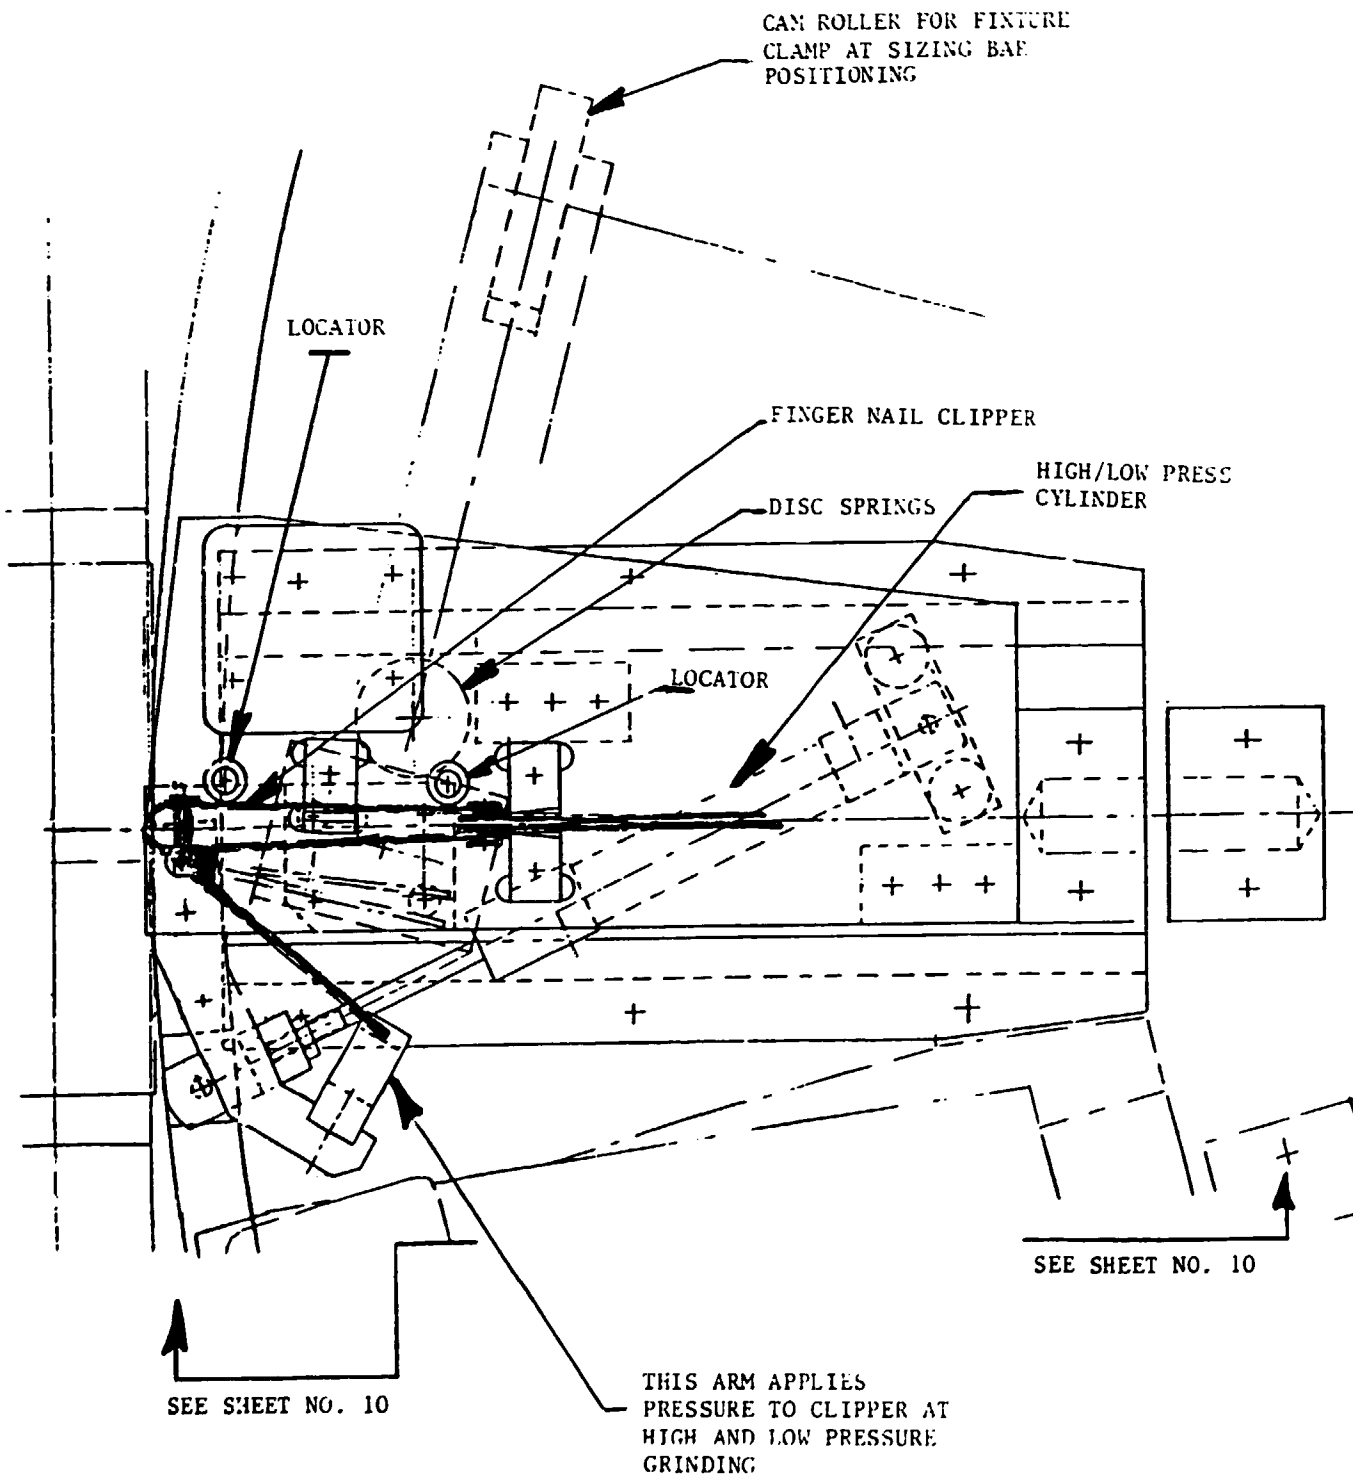 CAM ROLLER FOR FIXTURE
CLAMP AT SIZING BAR
POSITIONING
LOCATOR
FINGER NAIL CLIPPER
HIGH/LOW PRESS
CYLINDER
DISC SPRINGS
LOCATOR
SEE SHEET NO. 10
SEE SHEET NO. 10
THIS ARM APPLIES
PRESSURE TO CLIPPER AT
HIGH AND LOW PRESSURE
GRINDING